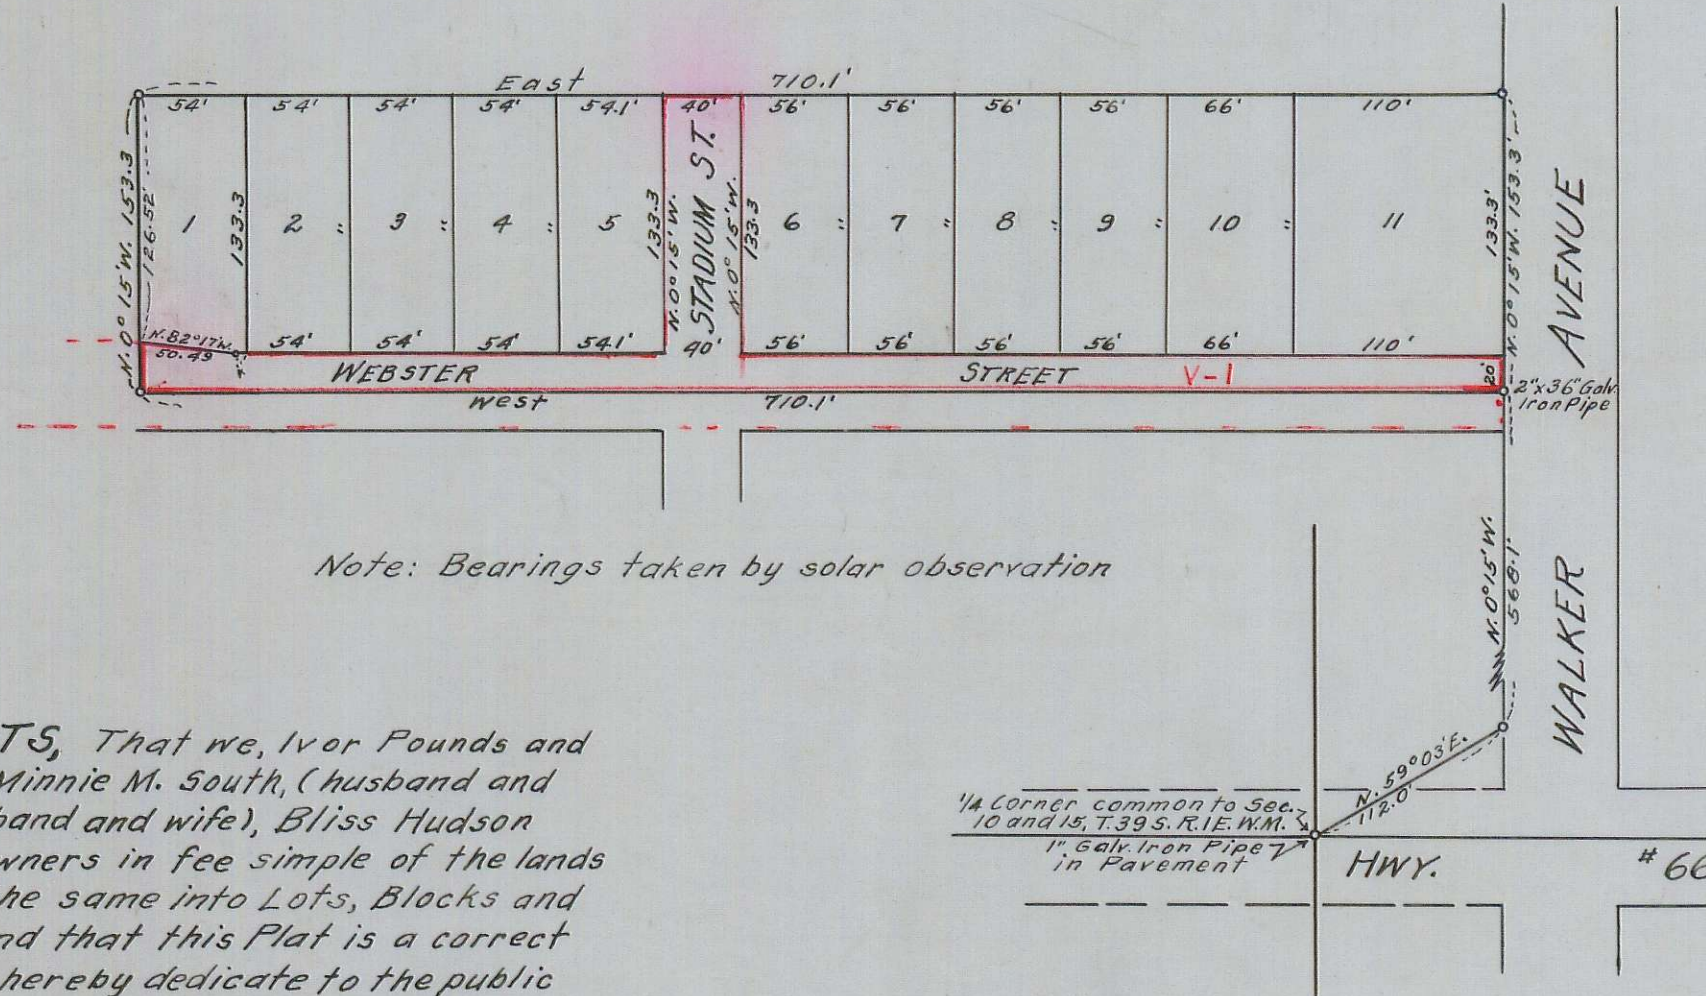 East 710.1'
54' 54' 54' 54' 54.1' 40' 56' 56' 56' 56' 66' 110'
N. 0° 15' W. 153.3
126.52'
1 133.3 2 " 3 " 4 " 5 133.3
N. 0° 15' W.
STADIUM ST.
N. 0° 15' W.
133.3
6 " 7 " 8 " 9 " 10 " 11 133.3'
N. 0° 15' W. 153.3'
N. 82° 17' W.
50.49
54' 54' 54' 54.1' 40' 56' 56' 56' 56' 66' 110'
WEBSTER STREET V-1 20'
West 710.1'
2"x36" Galv.
Iron Pipe
WALKER AVENUE
Note: Bearings taken by solar observation
N. 0° 15' W.
568.1'
N. 59° 03' E.
112.0'
1/4 Corner common to Sec.
10 and 15, T. 39 S. R. 1 E. W. M.
1" Galv. Iron Pipe
in Pavement
HWY. # 66
TS, That we, Ivor Pounds and
Minnie M. South, (husband and
band and wife), Bliss Hudson
wners in fee simple of the lands
he same into Lots, Blocks and
nd that this Plat is a correct
hereby dedicate to the public